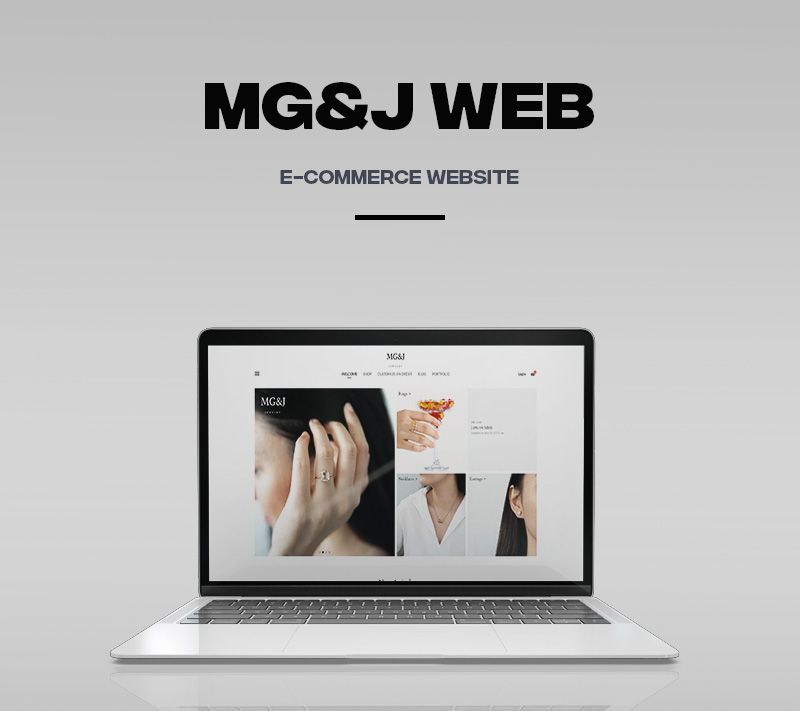 MG&J WEB
E-COMMERCE WEBSITE
MG&J
WELCOME SHOP CUSTOMIZE AN ORDER BLOG PORTFOLIO
MG&J
Rings >
Necklaces >
Earrings >